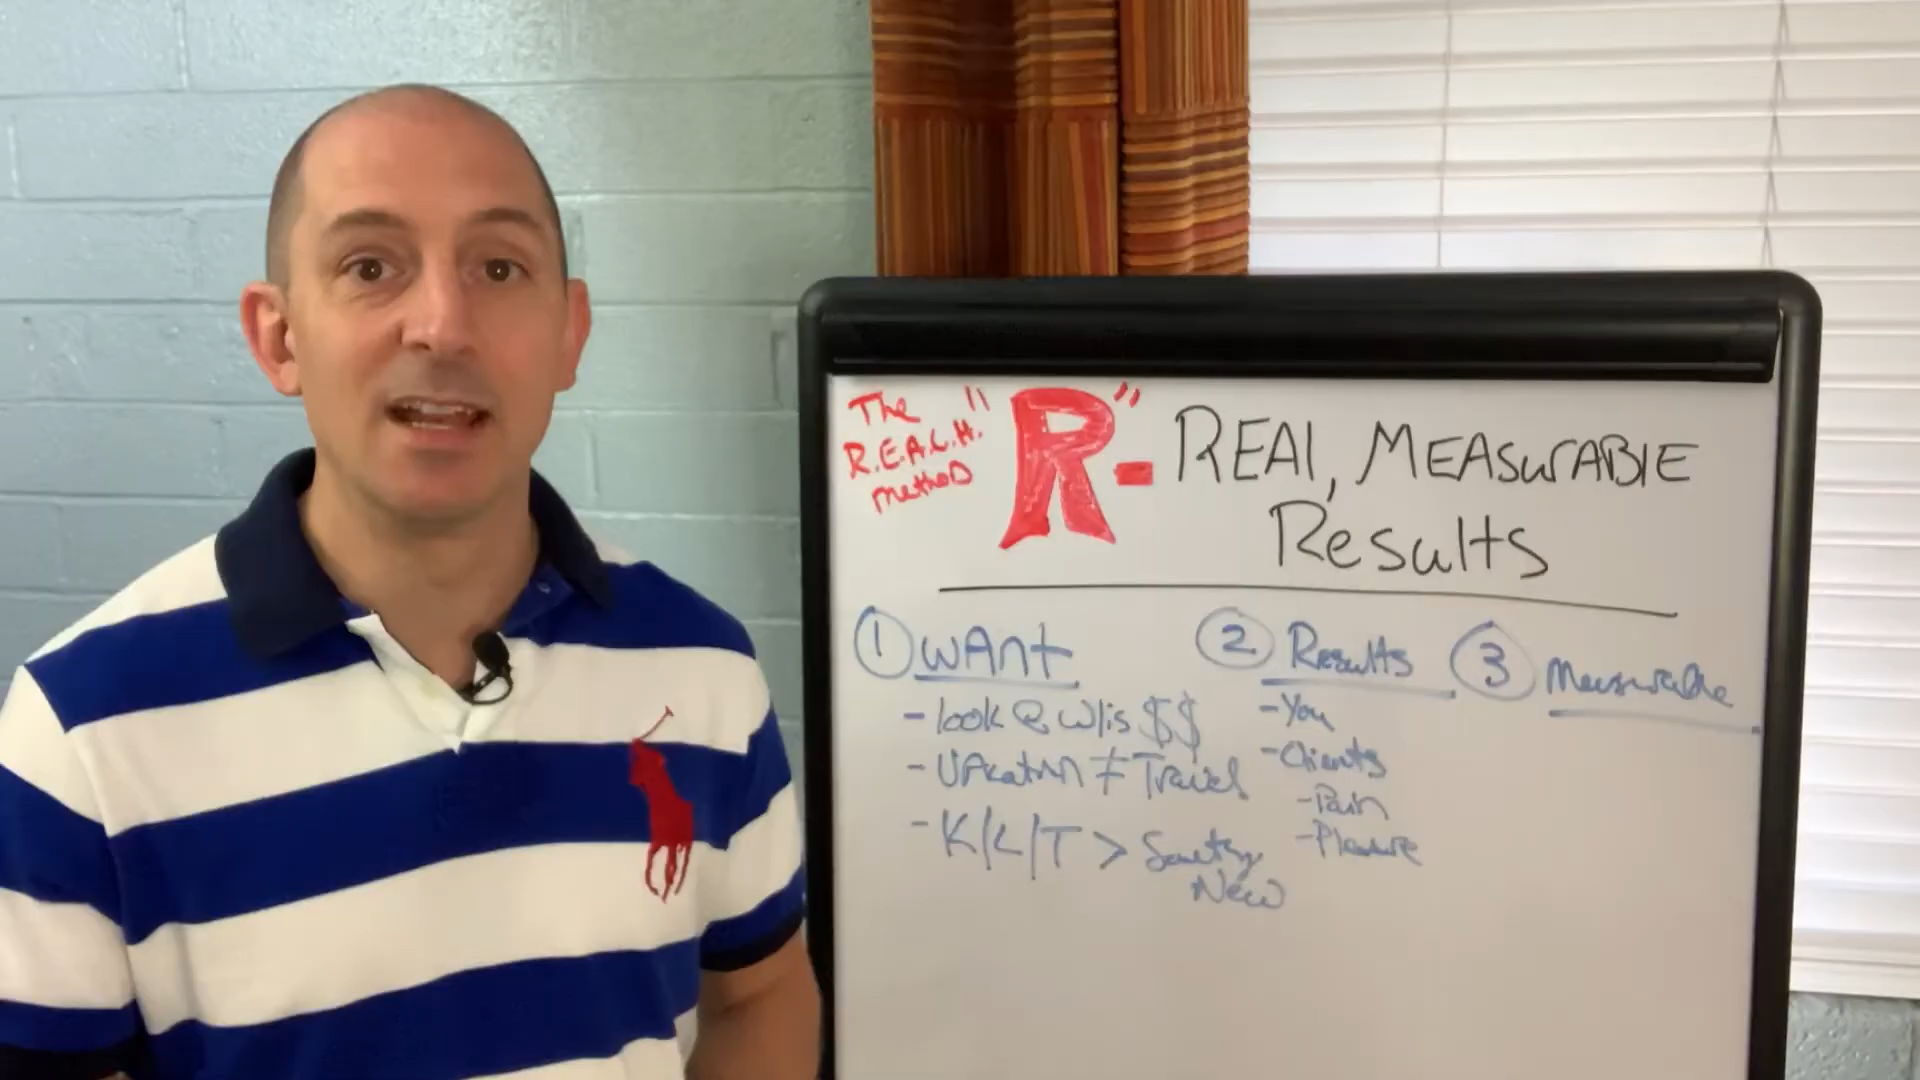 The
R.E.A.C.H.
Method
"R" - REAl, MEASurABlE
Results
① WAnt
- look @ w/is $$
- VAcation ≠ Travel
- K/L/T > Something
New
② Results
- You
- Clients
- Pain
- Pleasure
③ Measurable